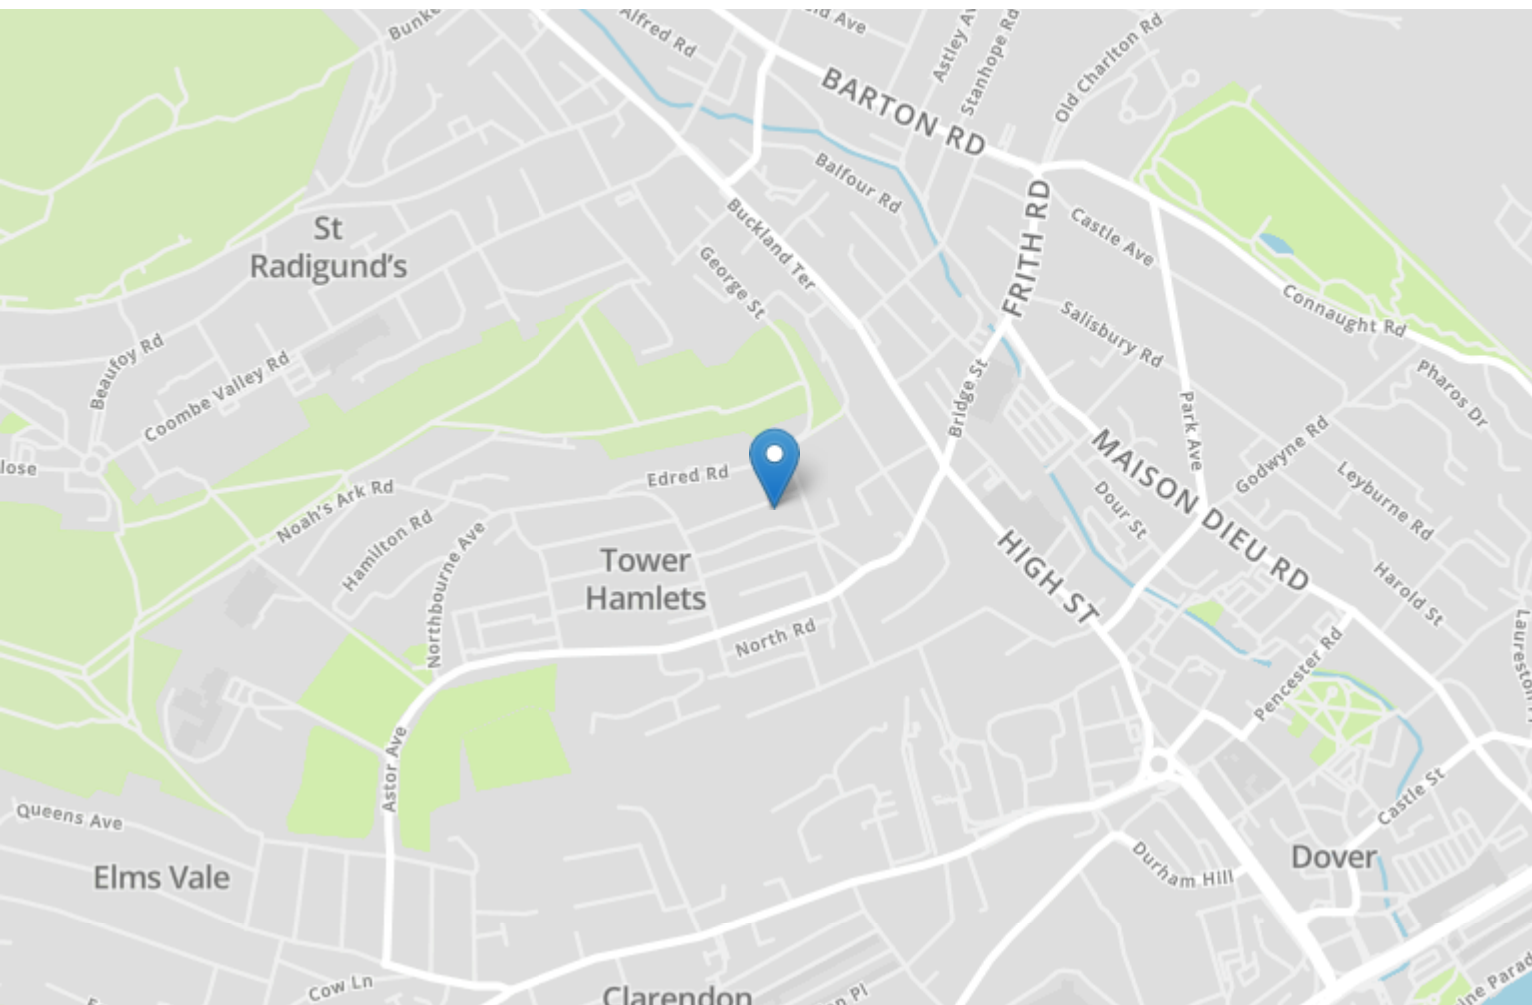 Alfred Rd
Astley
Stanhope Rd
Old Charlton Rd
BARTON RD
Balfour Rd
FRITH RD
Castle Ave
Buckland Ter
George St
St
Radigund's
Connaught Rd
Salisbury Rd
Beaufoy Rd
Coombe Valley Rd
Bridge St
Park Ave
Pharos Dr
Godwyne Rd
MAISON DIEU RD
Leyburne Rd
Edred Rd
Noah's Ark Rd
Hamilton Rd
Northbourne Ave
Dour St
HIGH ST
Tower
Hamlets
Harold St
North Rd
Pencester Rd
Astor Ave
Castle St
Queens Ave
Elms Vale
Dover
Durham Hill
Cow Ln
Clarendon